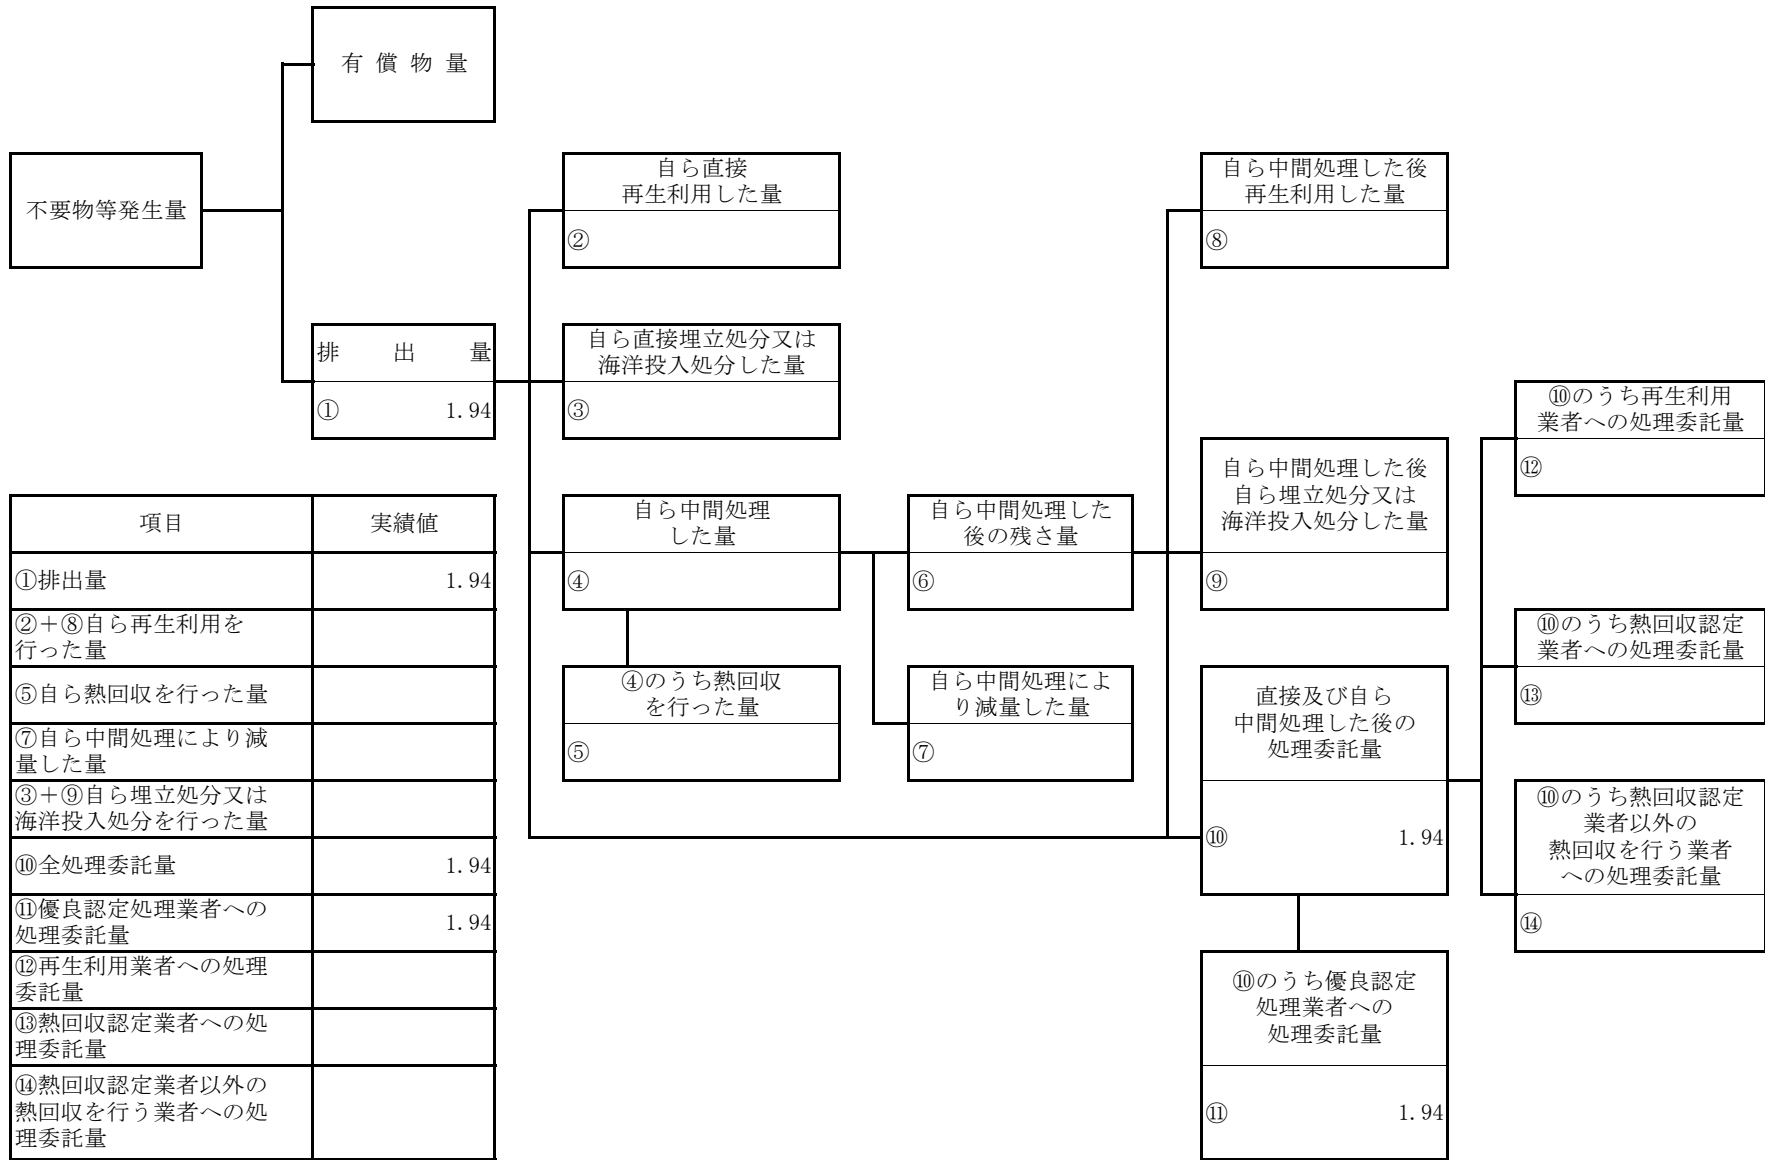 有 償 物 量
不要物等発生量
自ら直接
再生利用した量
②
自ら中間処理した後
再生利用した量
⑧
排 出 量
① 1.94
自ら直接埋立処分又は
海洋投入処分した量
③
⑩のうち再生利用
業者への処理委託量
⑫
自ら中間処理
した量
④
自ら中間処理した
後の残さ量
⑥
自ら中間処理した後
自ら埋立処分又は
海洋投入処分した量
⑨
④のうち熱回収
を行った量
⑤
自ら中間処理によ
り減量した量
⑦
直接及び自ら
中間処理した後の
処理委託量
⑩ 1.94
⑩のうち熱回収認定
業者への処理委託量
⑬
⑩のうち熱回収認定
業者以外の
熱回収を行う業者
への処理委託量
⑭
⑩のうち優良認定
処理業者への
処理委託量
⑪ 1.94
項目 実績値
①排出量 1.94
②＋⑧自ら再生利用を
行った量
⑤自ら熱回収を行った量
⑦自ら中間処理により減
量した量
③＋⑨自ら埋立処分又は
海洋投入処分を行った量
⑩全処理委託量 1.94
⑪優良認定処理業者への
処理委託量 1.94
⑫再生利用業者への処理
委託量
⑬熱回収認定業者への処
理委託量
⑭熱回収認定業者以外の
熱回収を行う業者への処
理委託量